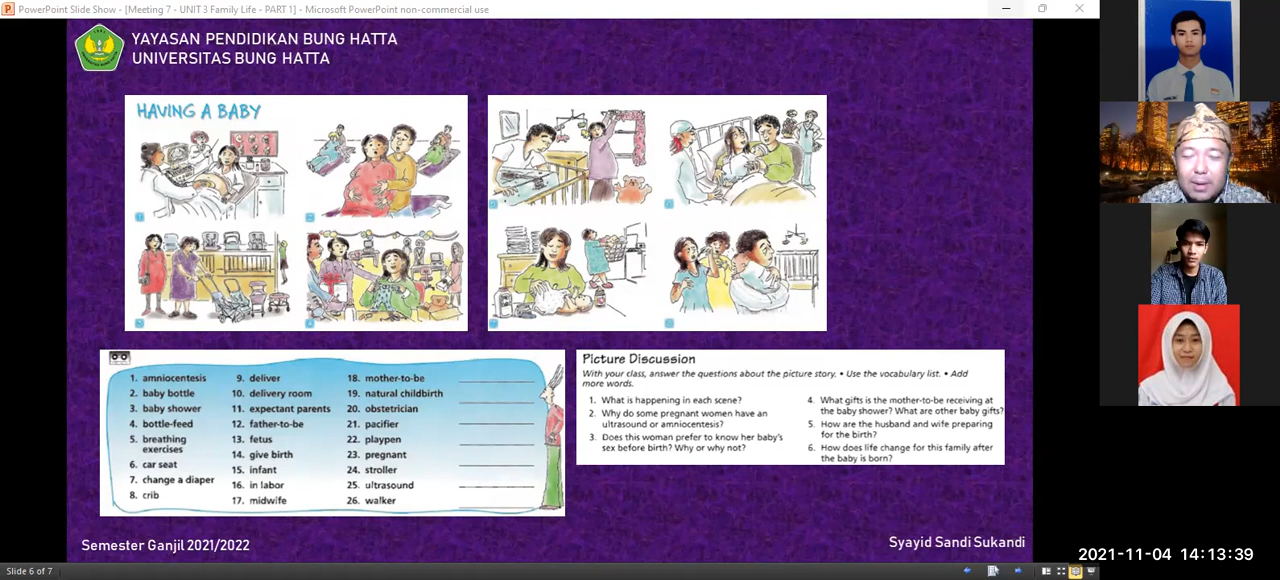 PowerPoint Slide Show - [Meeting 7 - UNIT 3 Family Life - PART 1] - Microsoft PowerPoint non-commercial use
YAYASAN PENDIDIKAN BUNG HATTA
UNIVERSITAS BUNG HATTA
HAVING A BABY
1. amniocentesis
2. baby bottle
3. baby shower
4. bottle-feed
5. breathing
exercises
6. car seat
7. change a diaper
8. crib
9. deliver
10. delivery room
11. expectant parents
12. father-to-be
13. fetus
14. give birth
15. infant
16. in labor
17. midwife
18. mother-to-be
19. natural childbirth
20. obstetrician
21. pacifier
22. playpen
23. pregnant
24. stroller
25. ultrasound
26. walker
Picture Discussion
With your class, answer the questions about the picture story. • Use the vocabulary list. • Add
more words.
1. What is happening in each scene?
2. Why do some pregnant women have an
ultrasound or amniocentesis?
3. Does this woman prefer to know her baby's
sex before birth? Why or why not?
4. What gifts is the mother-to-be receiving at
the baby shower? What are other baby gifts?
5. How are the husband and wife preparing
for the birth?
6. How does life change for this family after
the baby is born?
Semester Ganjil 2021/2022
Syayid Sandi Sukandi
2021-11-04 14:13:39
Slide 6 of 7